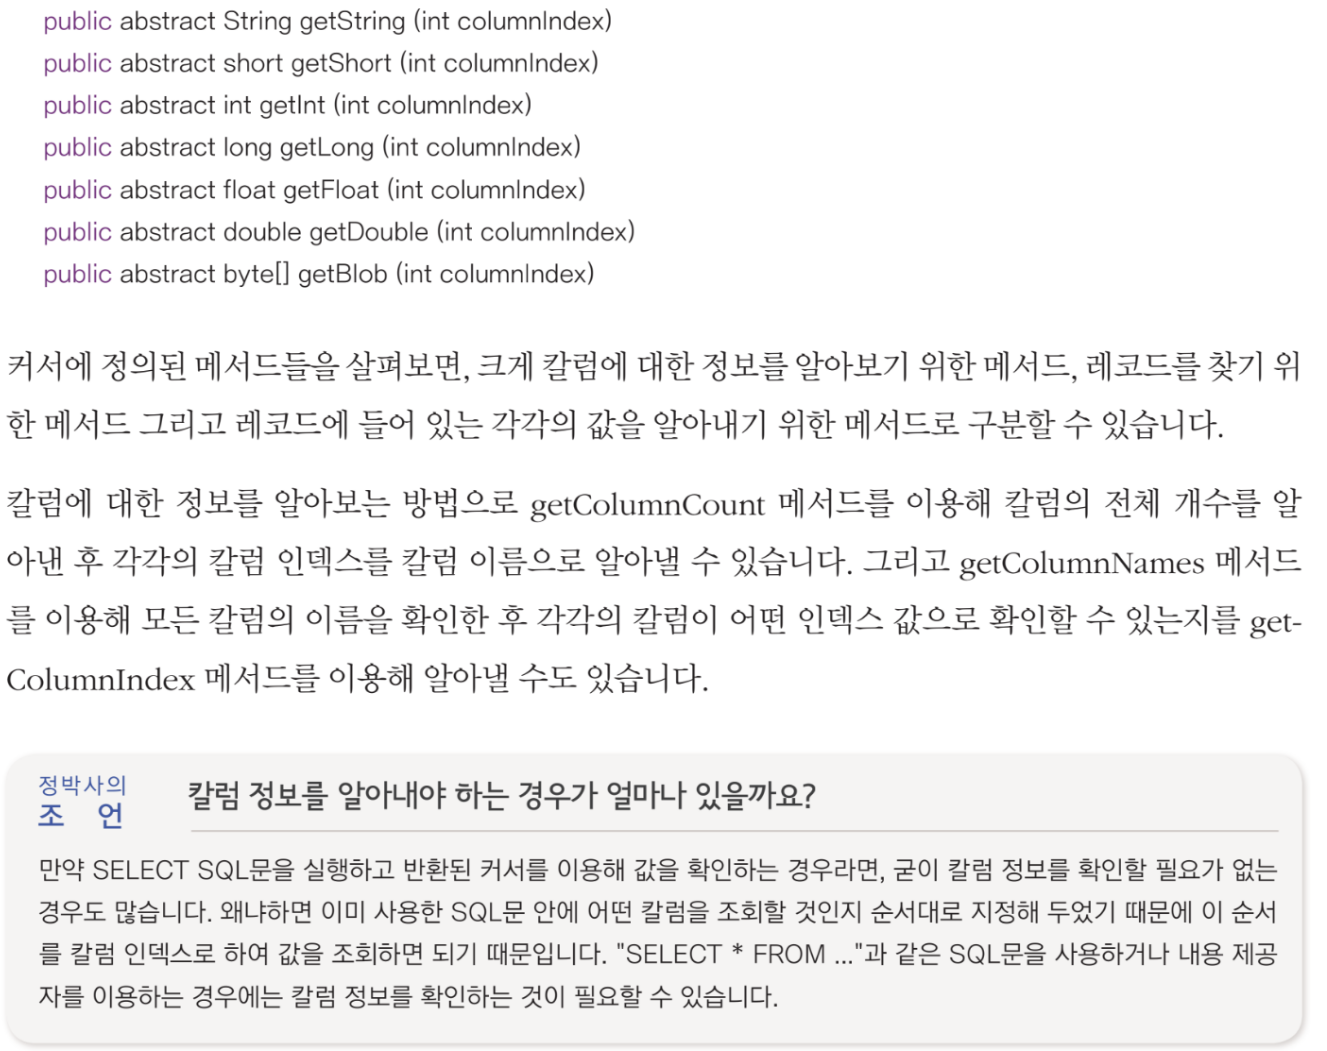 public abstract String getString (int columnIndex)
public abstract short getShort (int columnIndex)
public abstract int getInt (int columnIndex)
public abstract long getLong (int columnIndex)
public abstract float getFloat (int columnIndex)
public abstract double getDouble (int columnIndex)
public abstract byte[] getBlob (int columnIndex)
커서에 정의된 메서드들을 살펴보면, 크게 칼럼에 대한 정보를 알아보기 위한 메서드, 레코드를 찾기 위
한 메서드 그리고 레코드에 들어 있는 각각의 값을 알아내기 위한 메서드로 구분할 수 있습니다.
칼럼에 대한 정보를 알아보는 방법으로 getColumnCount 메서드를 이용해 칼럼의 전체 개수를 알
아낸 후 각각의 칼럼 인덱스를 칼럼 이름으로 알아낼 수 있습니다. 그리고 getColumnNames 메서드
를 이용해 모든 칼럼의 이름을 확인한 후 각각의 칼럼이 어떤 인덱스 값으로 확인할 수 있는지를 get-
ColumnIndex 메서드를 이용해 알아낼 수도 있습니다.
정박사의
조 언
칼럼 정보를 알아내야 하는 경우가 얼마나 있을까요?
만약 SELECT SQL문을 실행하고 반환된 커서를 이용해 값을 확인하는 경우라면, 굳이 칼럼 정보를 확인할 필요가 없는
경우도 많습니다. 왜냐하면 이미 사용한 SQL문 안에 어떤 칼럼을 조회할 것인지 순서대로 지정해 두었기 때문에 이 순서
를 칼럼 인덱스로 하여 값을 조회하면 되기 때문입니다. "SELECT * FROM ..."과 같은 SQL문을 사용하거나 내용 제공
자를 이용하는 경우에는 칼럼 정보를 확인하는 것이 필요할 수 있습니다.